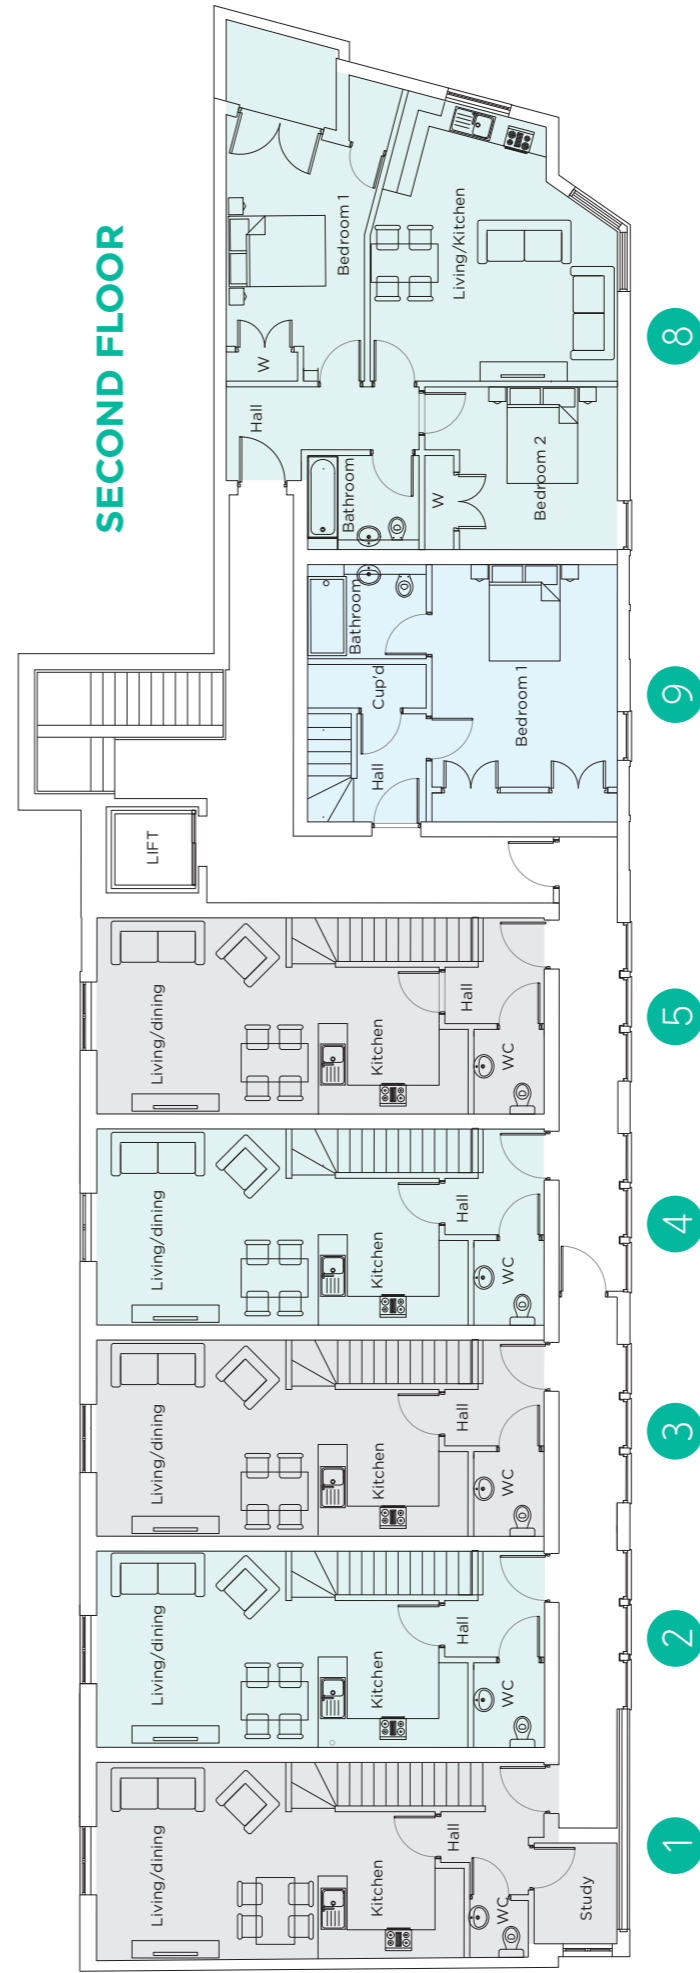 SECOND FLOOR
LIFT
Living/dining
Kitchen
Hall
WC
Study
1
Living/dining
Kitchen
Hall
WC
2
Living/dining
Kitchen
Hall
WC
3
Living/dining
Kitchen
Hall
WC
4
Living/dining
Kitchen
Hall
WC
5
Hall
Cup'd
Bathroom
Bedroom 1
9
Hall
W
Bedroom 1
Bathroom
W
Living/Kitchen
Bedroom 2
8